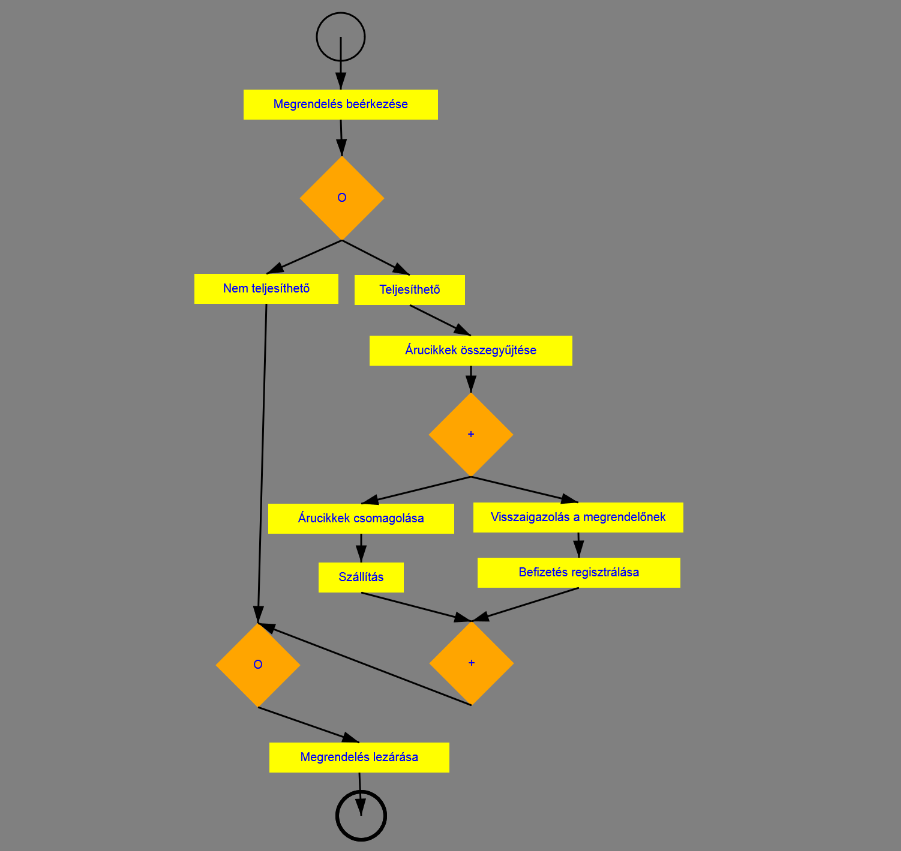 Megrendelés beérkezése
O
Nem teljesíthető
Teljesíthető
Árucikkek összegyűjtése
+
Árucikkek csomagolása
Visszaigazolás a megrendelőnek
Szállítás
Befizetés regisztrálása
O
+
Megrendelés lezárása